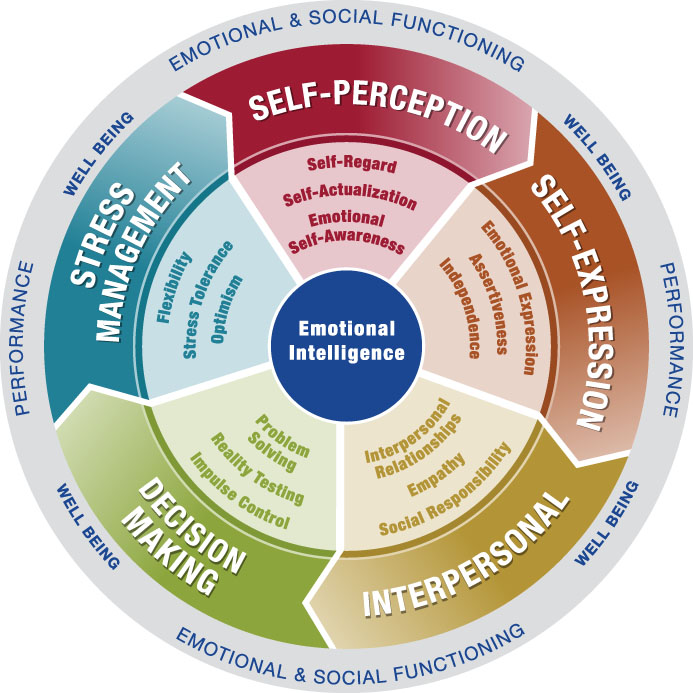 EMOTIONAL & SOCIAL FUNCTIONING
WELL BEING
WELL BEING
PERFORMANCE
PERFORMANCE
WELL BEING
WELL BEING
EMOTIONAL & SOCIAL FUNCTIONING
SELF-PERCEPTION
Self-Regard
Self-Actualization
Emotional
Self-Awareness
SELF-EXPRESSION
Emotional Expression
Assertiveness
Independence
INTERPERSONAL
Interpersonal
Relationships
Empathy
Social Responsibility
DECISION
MAKING
Problem
Solving
Reality Testing
Impulse Control
STRESS
MANAGEMENT
Flexibility
Stress Tolerance
Optimism
Emotional
Intelligence